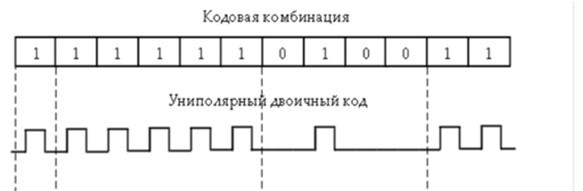 Кодовая комбинация
1 1 1 1 1 1 0 1 0 0 1 1
Униполярный двоичный код